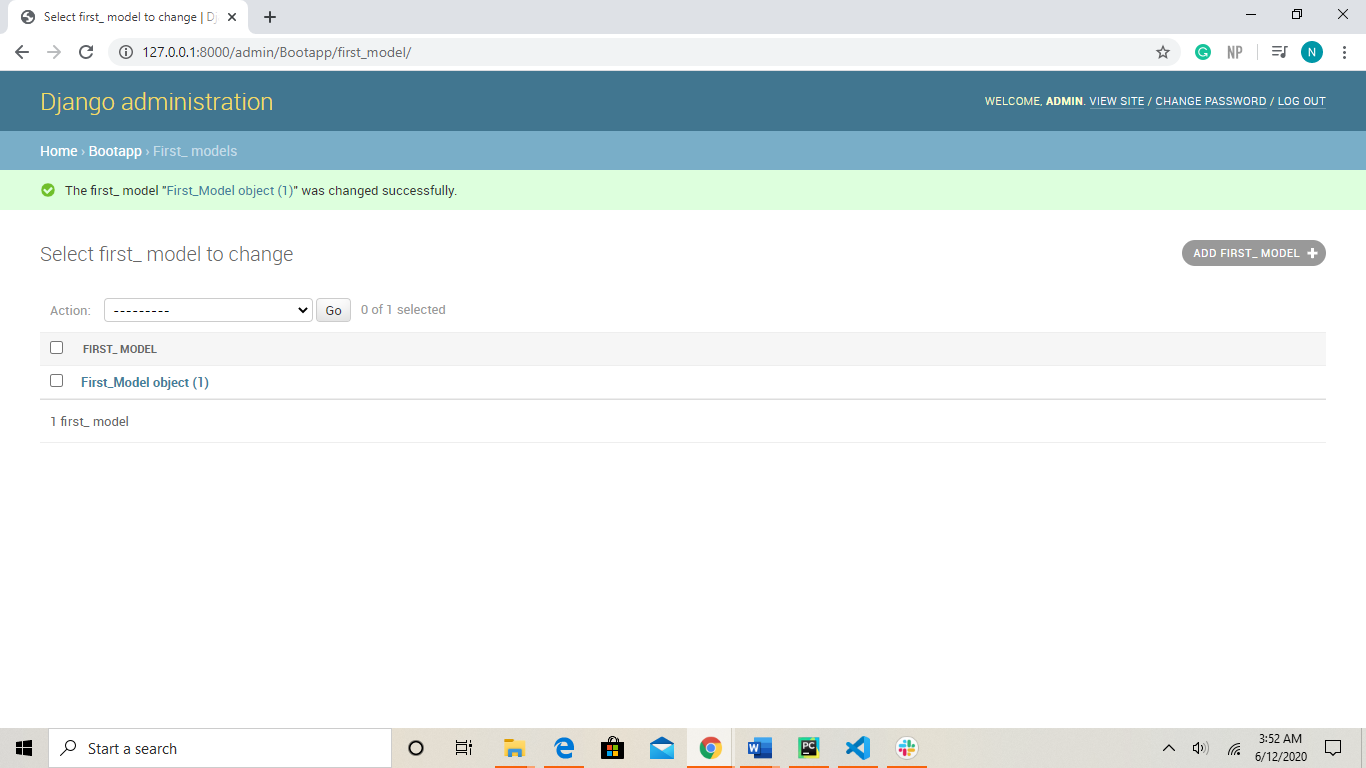 Select first_ model to change | Dj
127.0.0.1:8000/admin/Bootapp/first_model/
NP
N
Django administration
WELCOME, ADMIN. VIEW SITE / CHANGE PASSWORD / LOG OUT
Home › Bootapp › First_ models
The first_ model "First_Model object (1)" was changed successfully.
Select first_ model to change
ADD FIRST_ MODEL +
Action: --------- Go 0 of 1 selected
FIRST_ MODEL
First_Model object (1)
1 first_ model
Start a search
W
PC
3:52 AM
6/12/2020